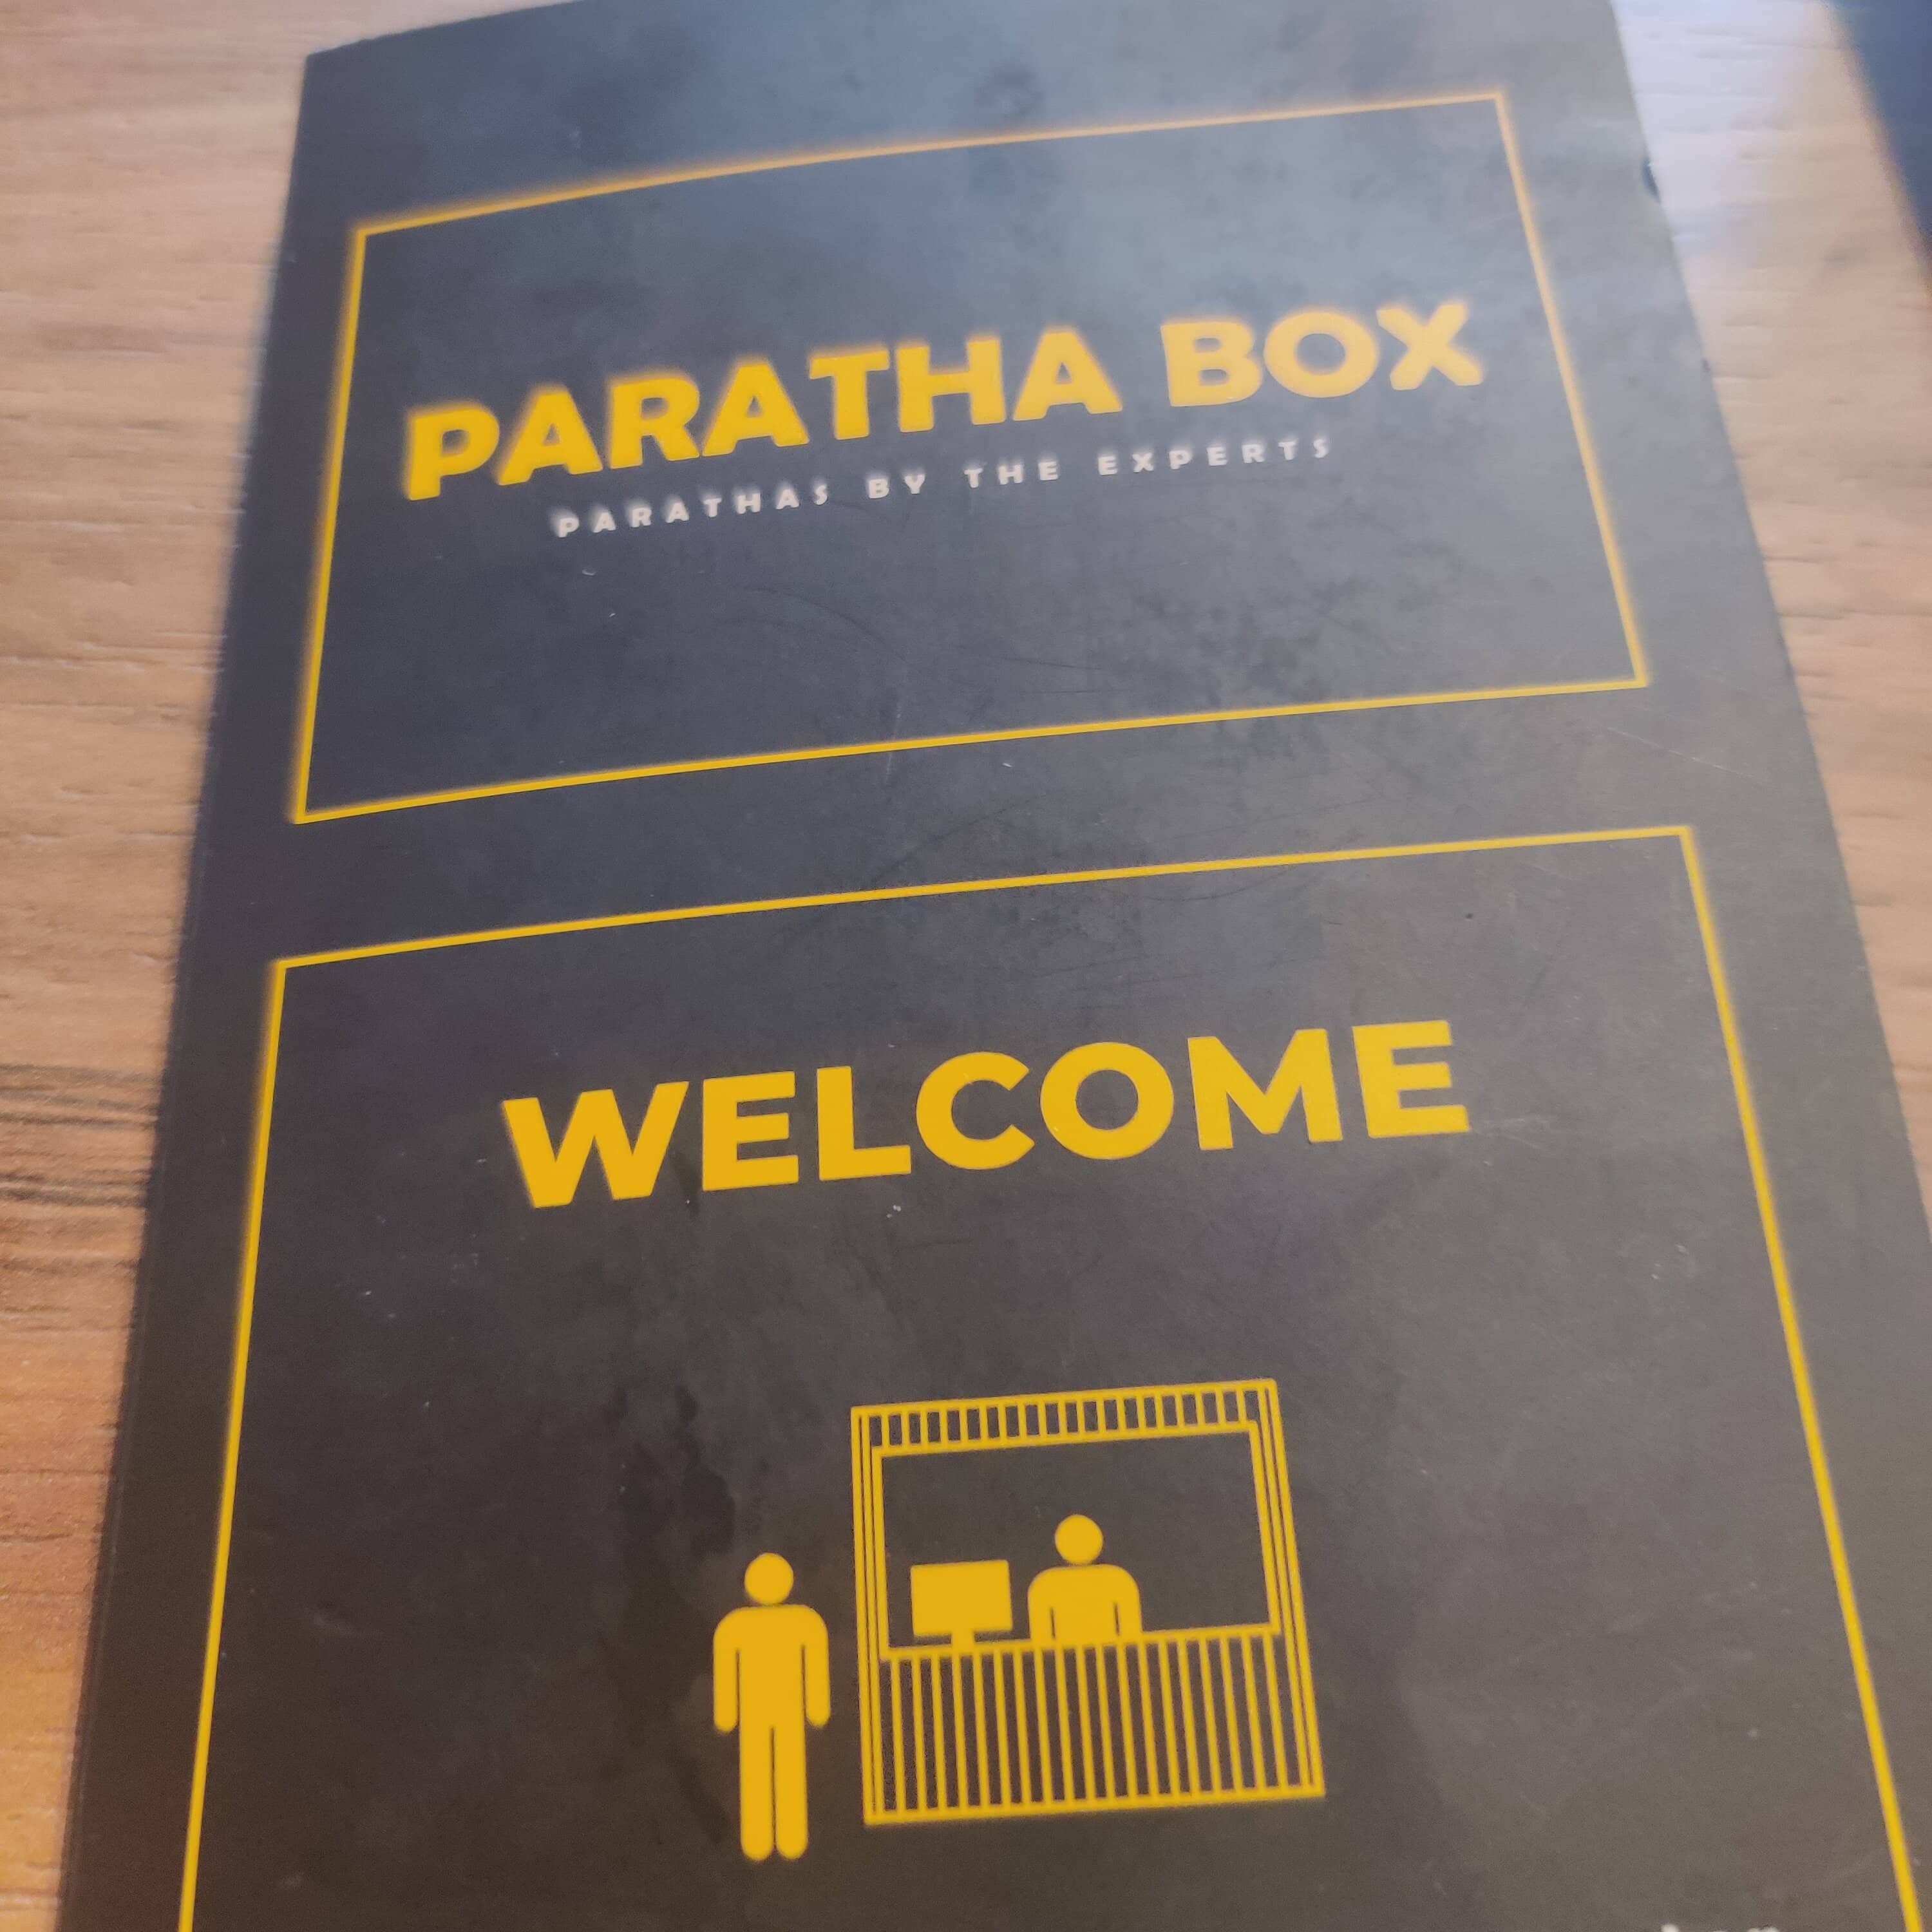 PARATHA BOX
PARATHAS BY THE EXPERTS
WELCOME